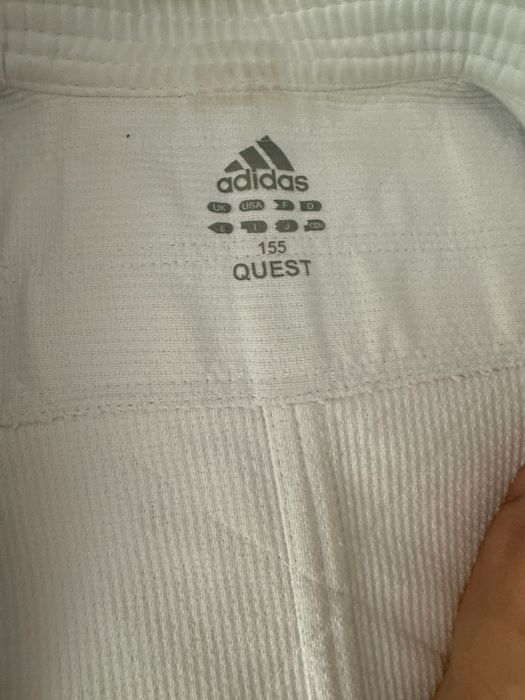 adidas
UK USA F D
E I J CDN
155
QUEST